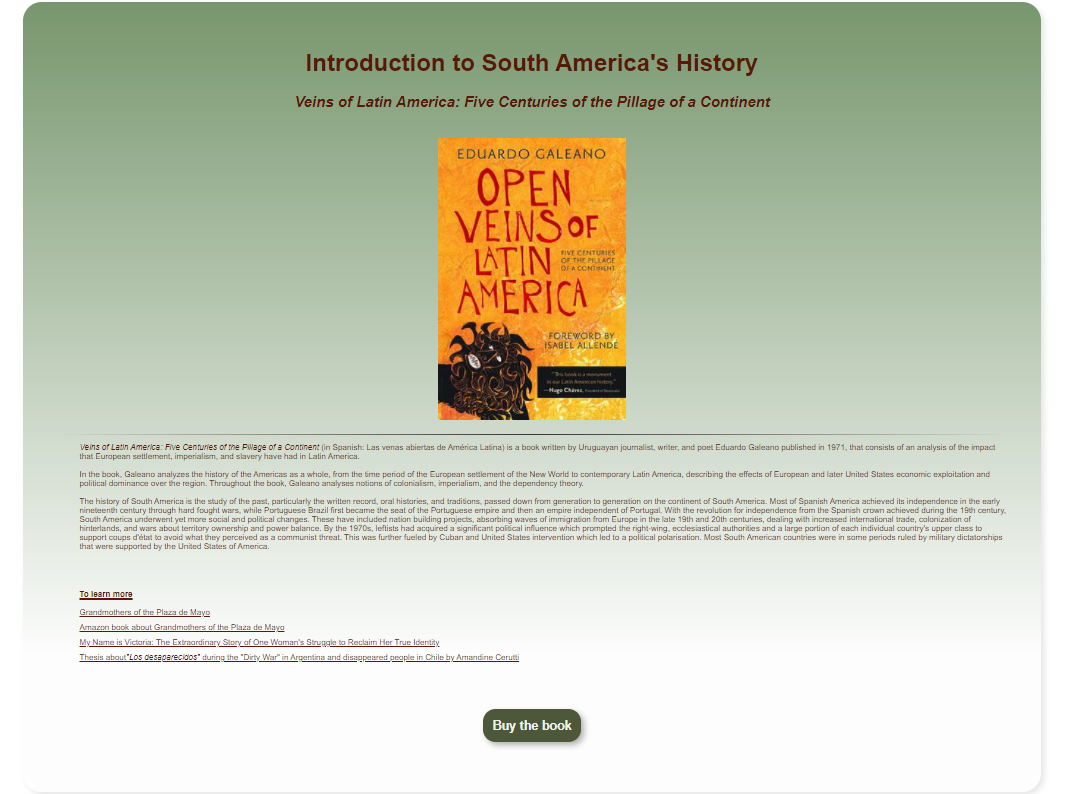 Introduction to South America's History
Veins of Latin America: Five Centuries of the Pillage of a Continent
EDUARDO GALEANO
OPEN
VEINS OF
LATIN
FIVE CENTURIES
OF THE PILLAGE
OF A CONTINENT
AMERICA
FOREWORD BY
ISABEL ALLENDE
"This book is a monument
in our Latin American history."
—Hugo Chávez, President of Venezuela
Veins of Latin America: Five Centuries of the Pillage of a Continent (in Spanish: Las venas abiertas de América Latina) is a book written by Uruguayan journalist, writer, and poet Eduardo Galeano published in 1971, that consists of an analysis of the impact
that European settlement, imperialism, and slavery have had in Latin America.
In the book, Galeano analyzes the history of the Americas as a whole, from the time period of the European settlement of the New World to contemporary Latin America, describing the effects of European and later United States economic exploitation and
political dominance over the region. Throughout the book, Galeano analyses notions of colonialism, imperialism, and the dependency theory.
The history of South America is the study of the past, particularly the written record, oral histories, and traditions, passed down from generation to generation on the continent of South America. Most of Spanish America achieved its independence in the early
nineteenth century through hard fought wars, while Portuguese Brazil first became the seat of the Portuguese empire and then an empire independent of Portugal. With the revolution for independence from the Spanish crown achieved during the 19th century,
South America underwent yet more social and political changes. These have included nation building projects, absorbing waves of immigration from Europe in the late 19th and 20th centuries, dealing with increased international trade, colonization of
hinterlands, and wars about territory ownership and power balance. By the 1970s, leftists had acquired a significant political influence which prompted the right-wing, ecclesiastical authorities and a large portion of each individual country's upper class to
support coups d'état to avoid what they perceived as a communist threat. This was further fueled by Cuban and United States intervention which led to a political polarisation. Most South American countries were in some periods ruled by military dictatorships
that were supported by the United States of America.
To learn more
Grandmothers of the Plaza de Mayo
Amazon book about Grandmothers of the Plaza de Mayo
My Name is Victoria: The Extraordinary Story of One Woman's Struggle to Reclaim Her True Identity
Thesis about"Los desaparecidos" during the "Dirty War" in Argentina and disappeared people in Chile by Amandine Cerutti
Buy the book